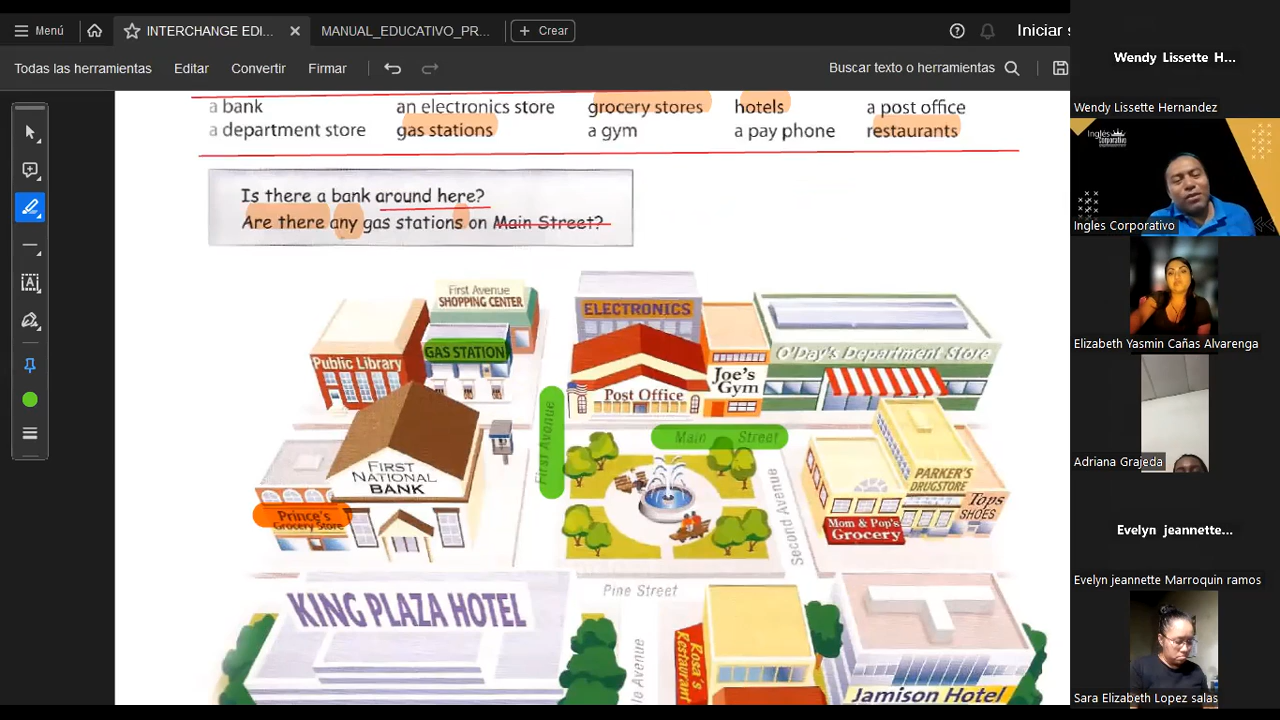 Menú
INTERCHANGE EDI...
MANUAL_EDUCATIVO_PR...
Crear
Iniciar s
Todas las herramientas
Editar
Convertir
Firmar
Buscar texto o herramientas
a bank
an electronics store
grocery stores
hotels
a post office
a department store
gas stations
a gym
a pay phone
restaurants
Is there a bank around here?
Are there any gas stations on Main Street?
First Avenue
SHOPPING CENTER
ELECTRONICS
Public Library
GAS STATION
O'Day's Department Store
Joe's
Gym
Post Office
First Avenue
Main Street
FIRST
NATIONAL
BANK
PARKER'S
DRUGSTORE
Tops
SHOES
Prince's
Grocery Store
Mom & Pop's
Grocery
Second Avenue
Pine Street
KING PLAZA HOTEL
le Avenue
Rosa's
Restaurant
Jamison Hotel
Wendy Lissette H...
Wendy Lissette Hernandez
Inglés
Corporativo
Ingles Corporativo
Elizabeth Yasmin Cañas Alvarenga
Adriana Grajeda
Evelyn jeannette...
Evelyn jeannette Marroquin ramos
Sara Elizabeth Lopez salas